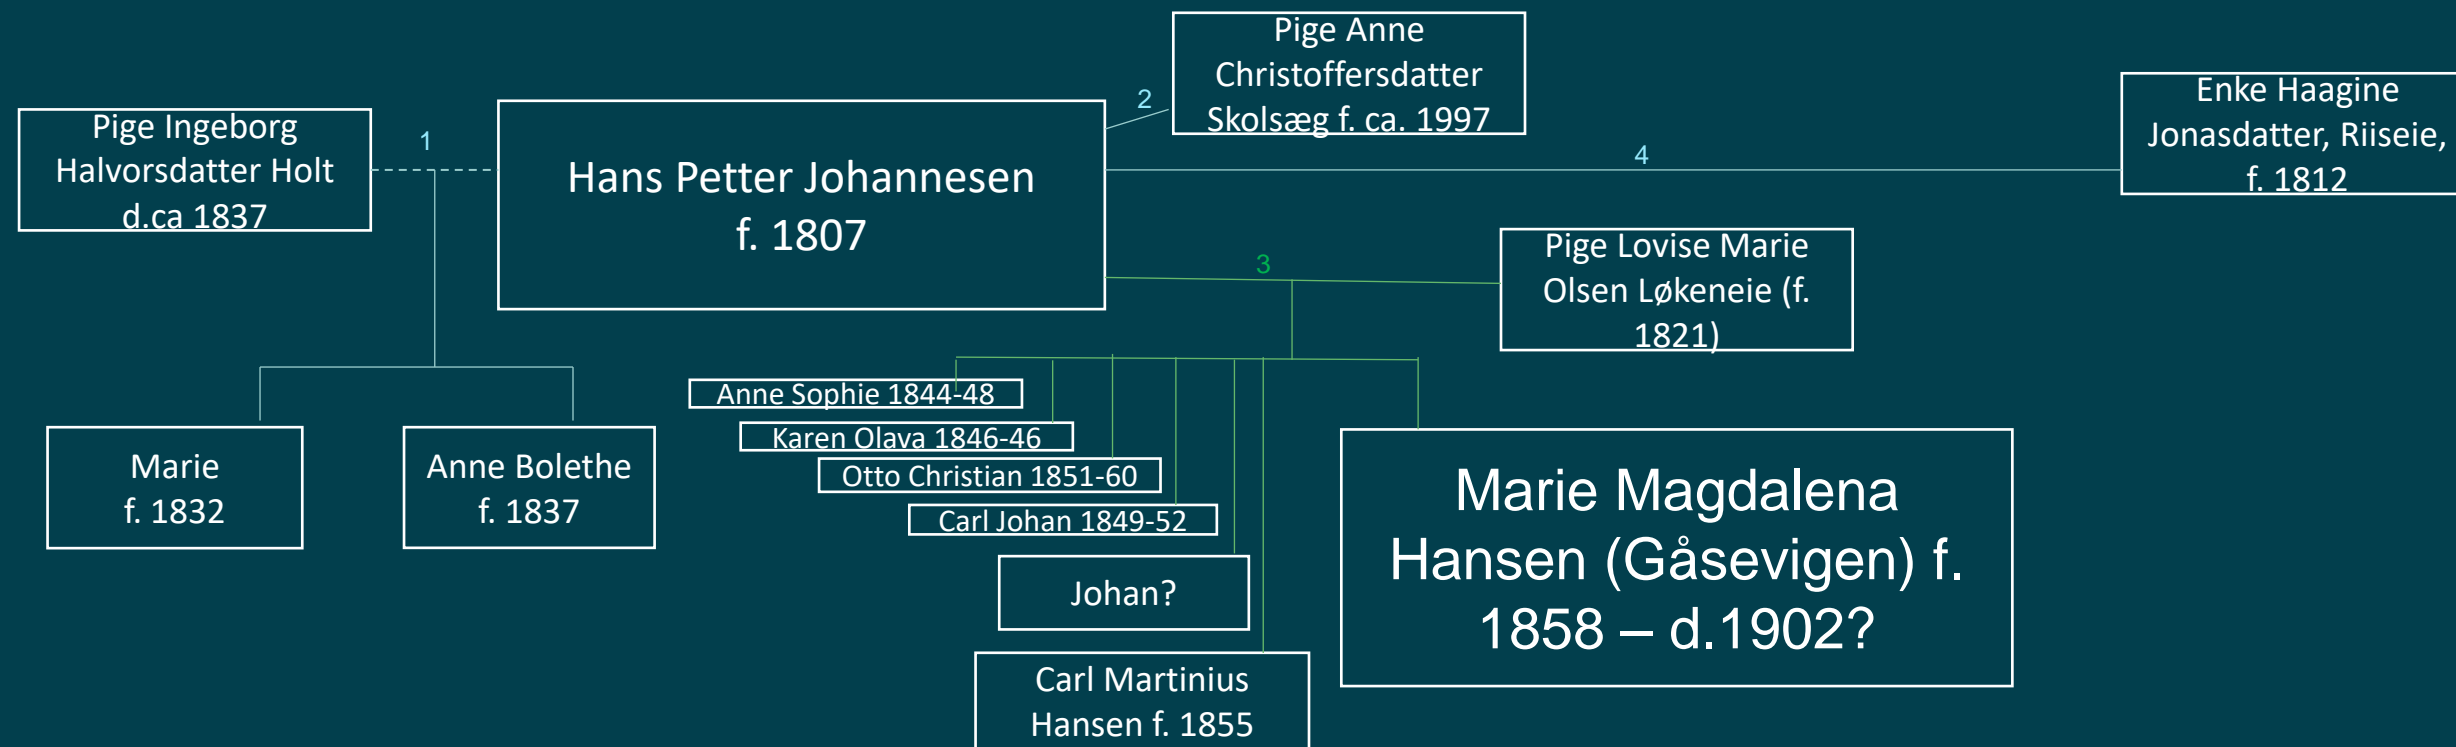 Pige Anne
Christoffersdatter
Skolsæg f. ca. 1997
2
Enke Haagine
Jonasdatter, Riiseie,
f. 1812
4
Pige Ingeborg
Halvorsdatter Holt
d.ca 1837
1
Hans Petter Johannesen
f. 1807
Pige Lovise Marie
Olsen Løkeneie (f.
1821)
3
Marie
f. 1832
Anne Bolethe
f. 1837
Anne Sophie 1844-48
Karen Olava 1846-46
Otto Christian 1851-60
Carl Johan 1849-52
Johan?
Carl Martinius
Hansen f. 1855
Marie Magdalena
Hansen (Gåsevigen) f.
1858 – d.1902?